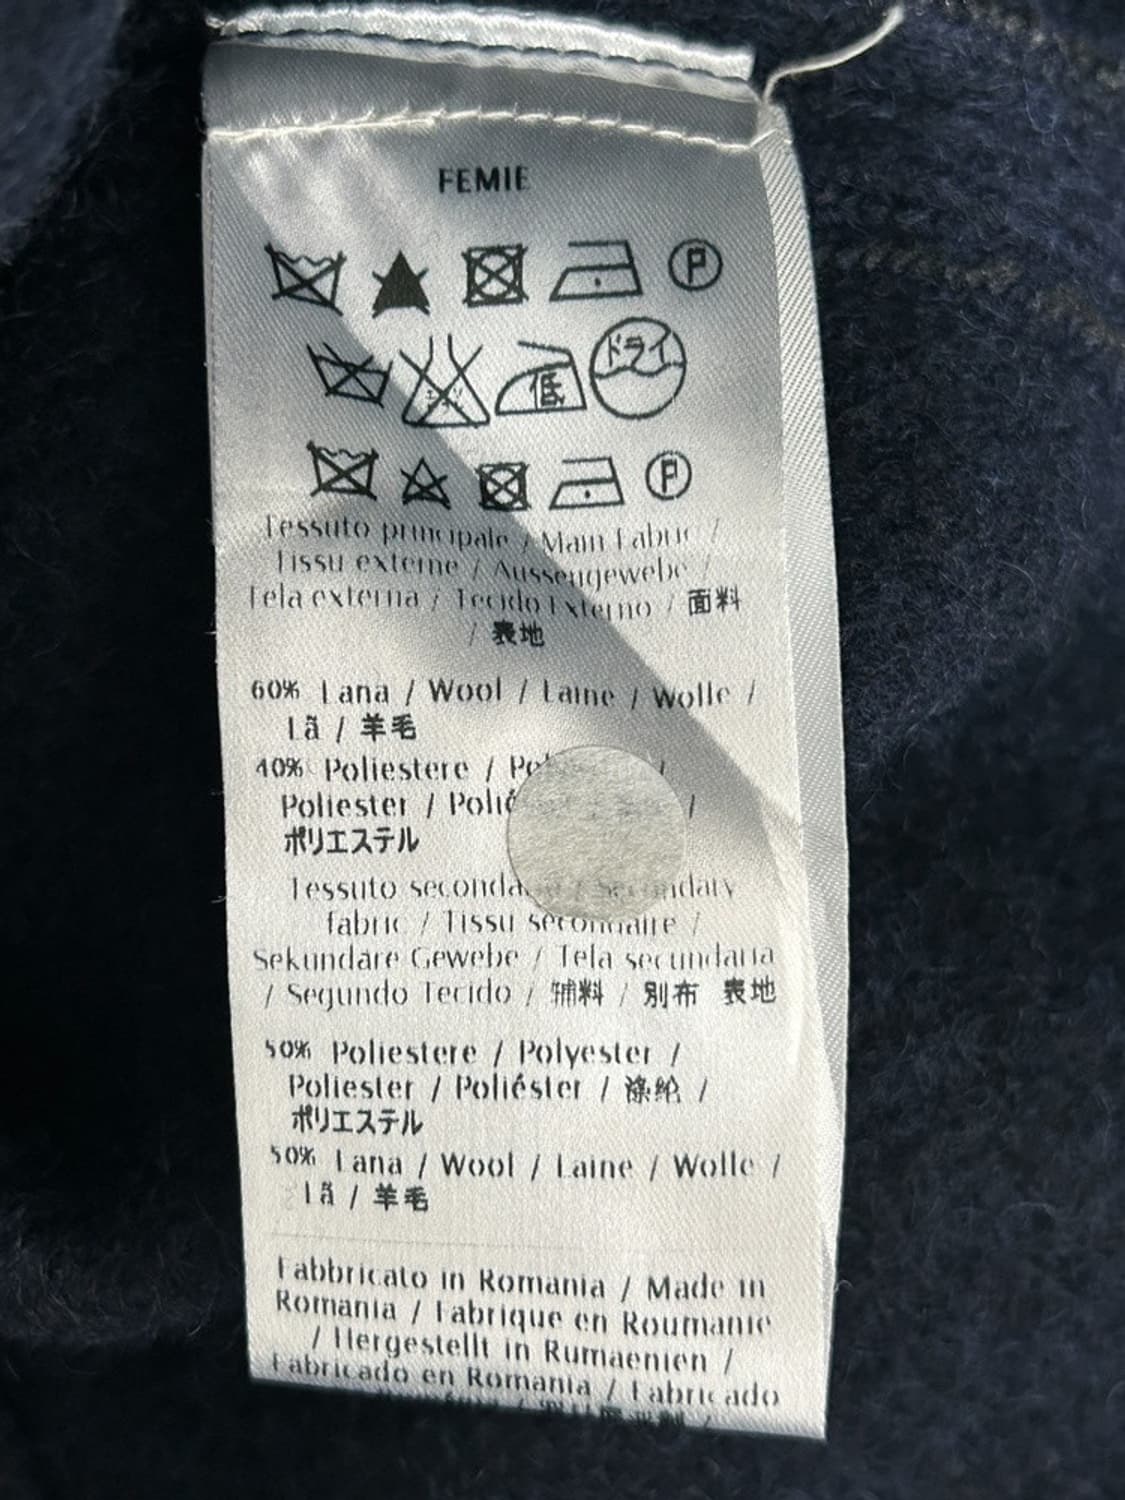 FEMIE
P
低 ドライ
P
Tessuto principale / Main Fabric /
Tissu externe / Aussengewebe /
Tela externa / Tecido Externo / 面料
/ 表地
60% Lana / Wool / Laine / Wolle /
Lã / 羊毛
40% Poliestere /
Poliester /
ポリエステル
Tessuto / Secondary
fabric / Tissu secondaire /
Sekundäre Gewebe / Tela secundaria
/ Segundo Tecido / 辅料 / 別布 表地
50% Poliestere / Polyester /
Poliester / Poliéster / 涤纶 /
ポリエステル
50% Lana / Wool / Laine / Wolle /
Lã / 羊毛
Fabbricato in Romania / Made in
Romania / Fabrique en Roumanie
/ Hergestellt in Rumaenien /
Fabricado en Romania / Fabricado